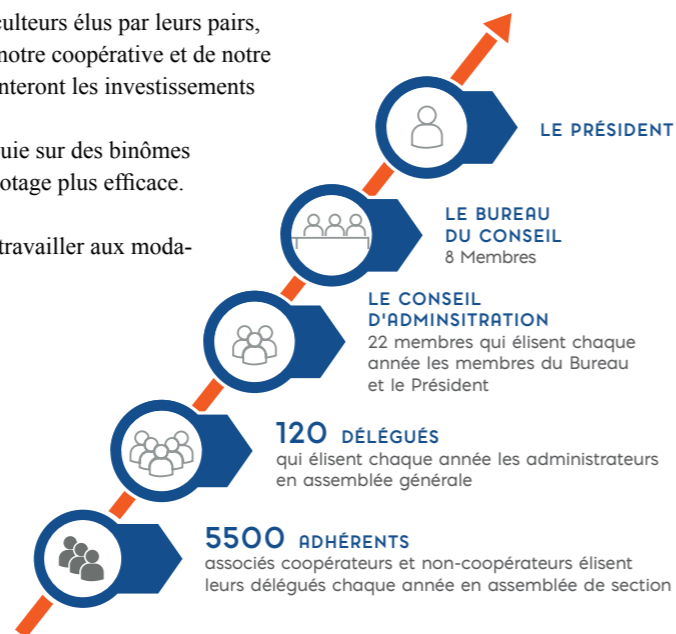 culteurs élus par leurs pairs,
notre coopérative et de notre
nteront les investissements
uie sur des binômes
otage plus efficace.
travailler aux moda-
LE PRÉSIDENT
LE BUREAU
DU CONSEIL
8 Membres
LE CONSEIL
D'ADMINSITRATION
22 membres qui élisent chaque
année les membres du Bureau
et le Président
120 DÉLÉGUÉS
qui élisent chaque année les administrateurs
en assemblée générale
5500 ADHÉRENTS
associés coopérateurs et non-coopérateurs élisent
leurs délégués chaque année en assemblée de section